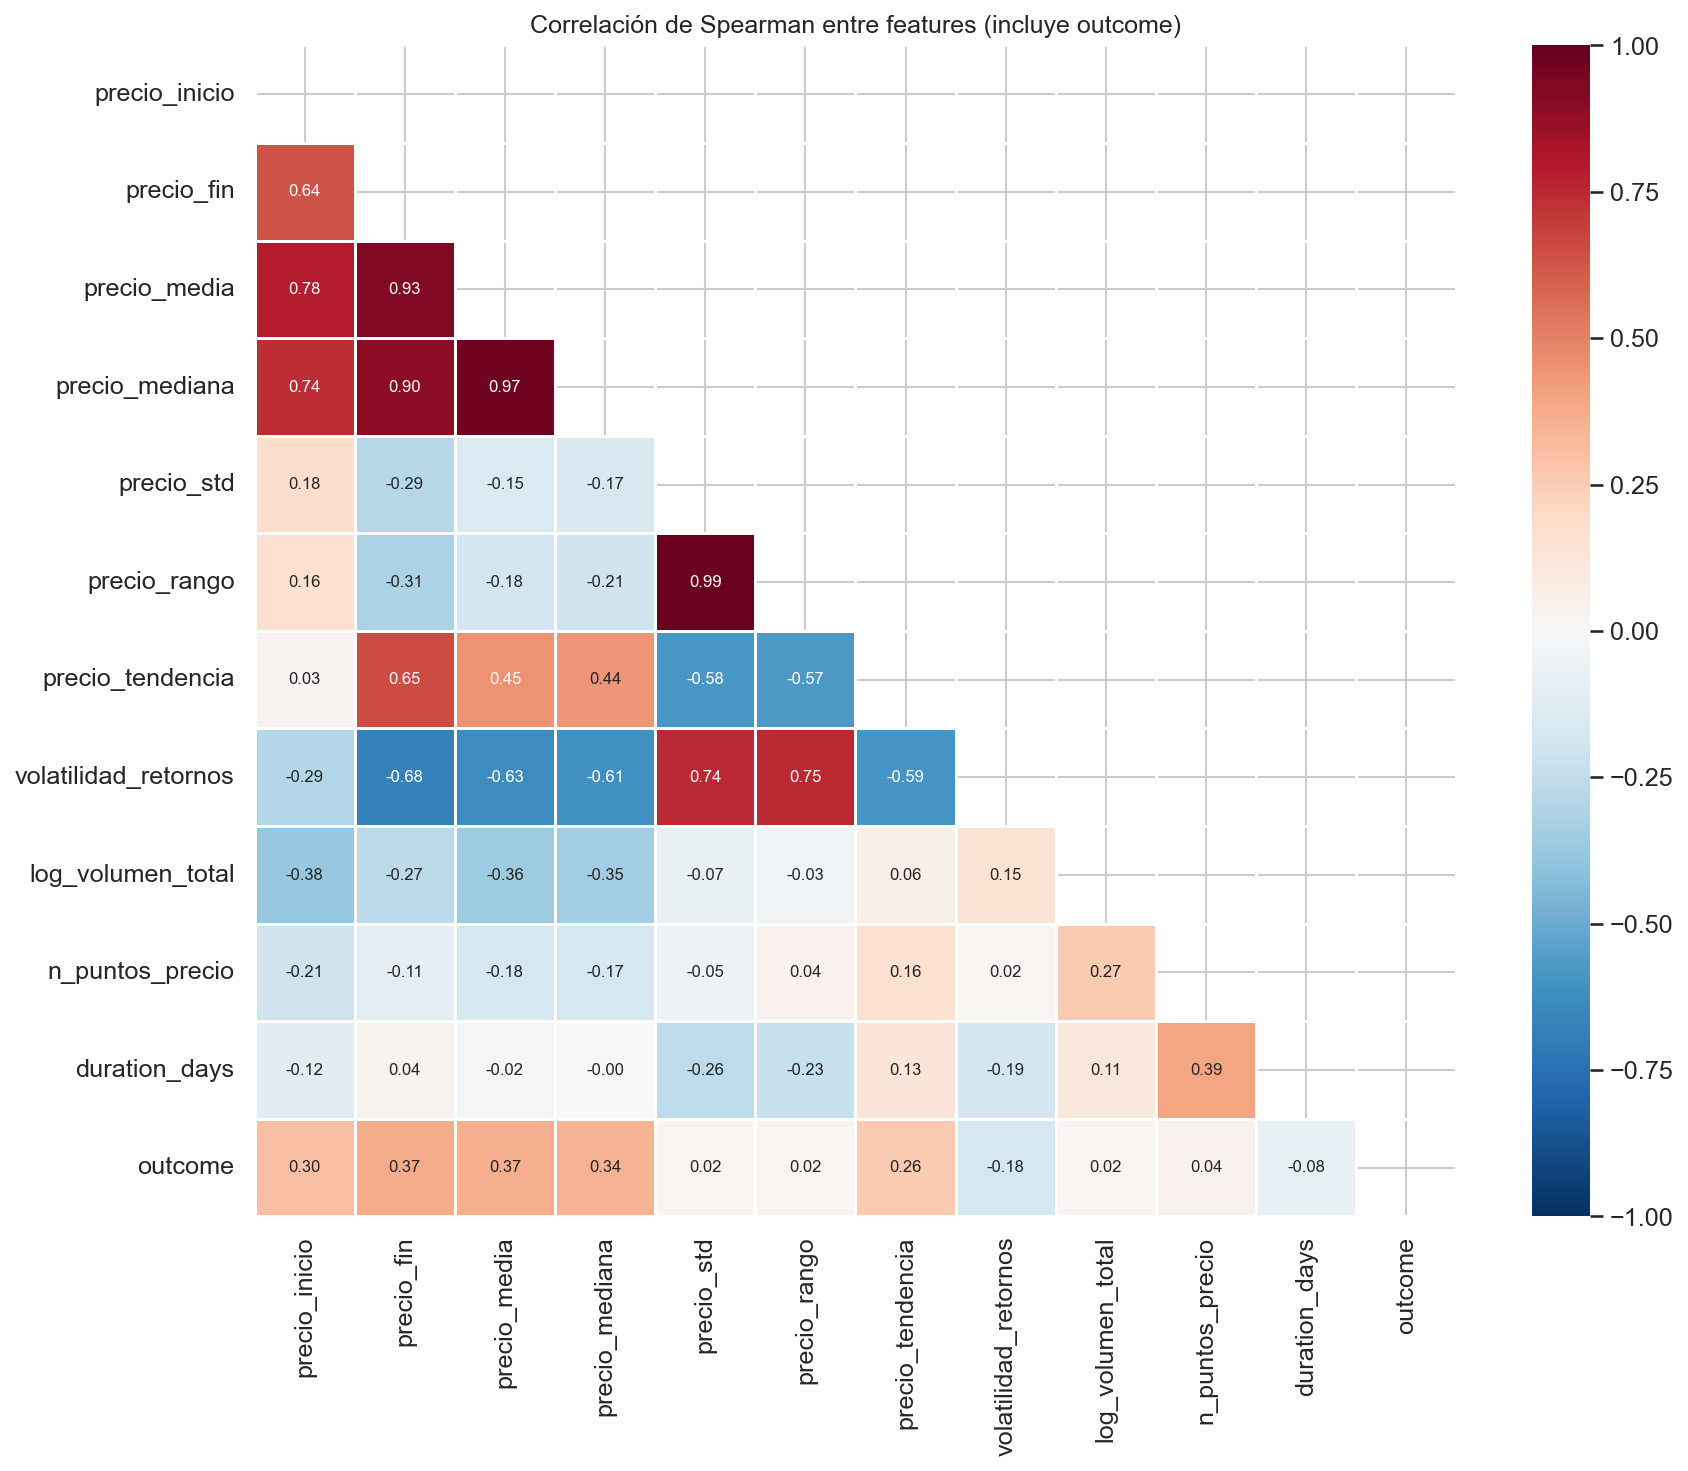 Correlación de Spearman entre features (incluye outcome)
precio_inicio
precio_fin 0.64
precio_media 0.78 0.93
precio_mediana 0.74 0.90 0.97
precio_std 0.18 -0.29 -0.15 -0.17
precio_rango 0.16 -0.31 -0.18 -0.21 0.99
precio_tendencia 0.03 0.65 0.45 0.44 -0.58 -0.57
volatilidad_retornos -0.29 -0.68 -0.63 -0.61 0.74 0.75 -0.59
log_volumen_total -0.38 -0.27 -0.36 -0.35 -0.07 -0.03 0.06 0.15
n_puntos_precio -0.21 -0.11 -0.18 -0.17 -0.05 0.04 0.16 0.02 0.27
duration_days -0.12 0.04 -0.02 -0.00 -0.26 -0.23 0.13 -0.19 0.11 0.39
outcome 0.30 0.37 0.37 0.34 0.02 0.02 0.26 -0.18 0.02 0.04 -0.08
precio_inicio
precio_fin
precio_media
precio_mediana
precio_std
precio_rango
precio_tendencia
volatilidad_retornos
log_volumen_total
n_puntos_precio
duration_days
outcome
1.00
0.75
0.50
0.25
0.00
−0.25
−0.50
−0.75
−1.00